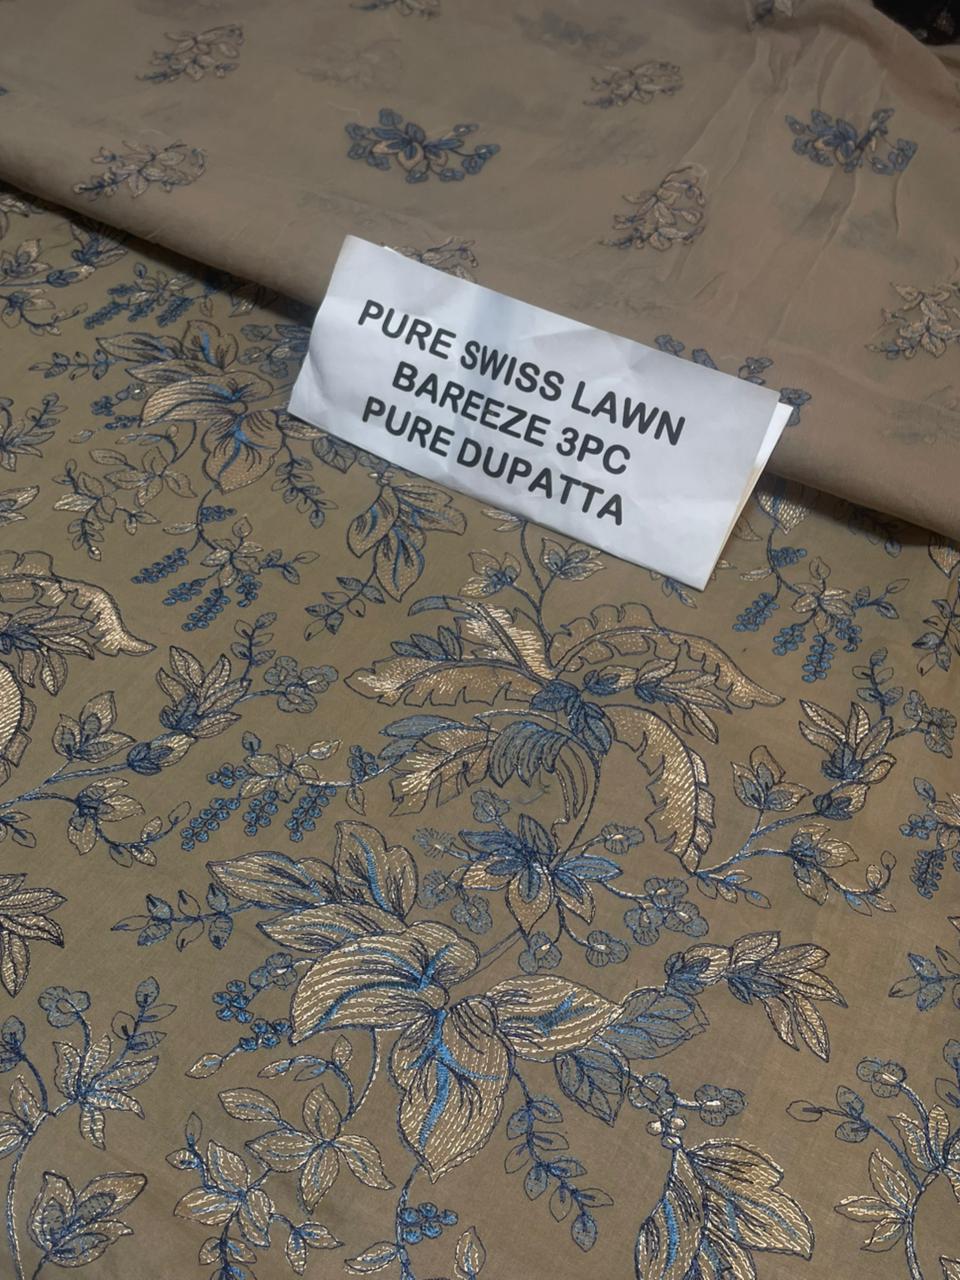 PURE SWISS LAWN
BAREEZE 3PC
PURE DUPATTA